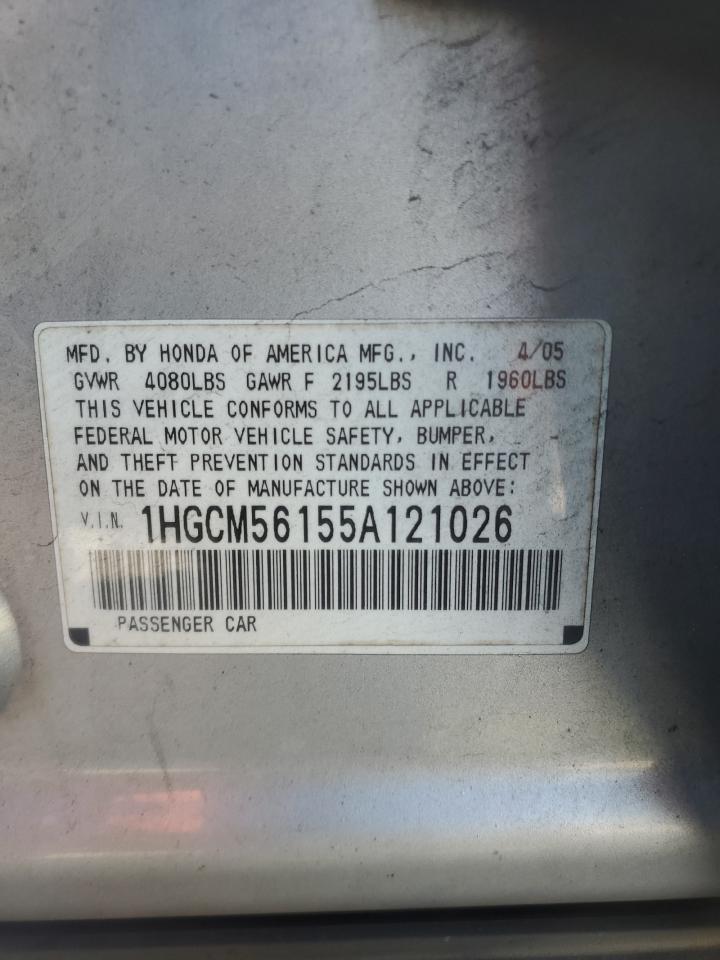 MFD. BY HONDA OF AMERICA MFG., INC. 4/05
GVWR 4080LBS GAWR F 2195LBS R 1960LBS
THIS VEHICLE CONFORMS TO ALL APPLICABLE
FEDERAL MOTOR VEHICLE SAFETY, BUMPER,
AND THEFT PREVENTION STANDARDS IN EFFECT
ON THE DATE OF MANUFACTURE SHOWN ABOVE:
V.I.N. 1HGCM56155A121026
PASSENGER CAR